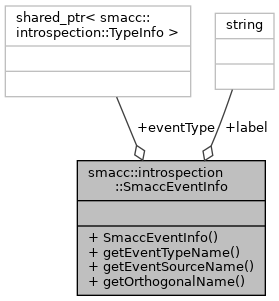 shared_ptr< smacc::
introspection::TypeInfo >
string
+eventType
+label
smacc::introspection
::SmaccEventInfo
+ SmaccEventInfo()
+ getEventTypeName()
+ getEventSourceName()
+ getOrthogonalName()